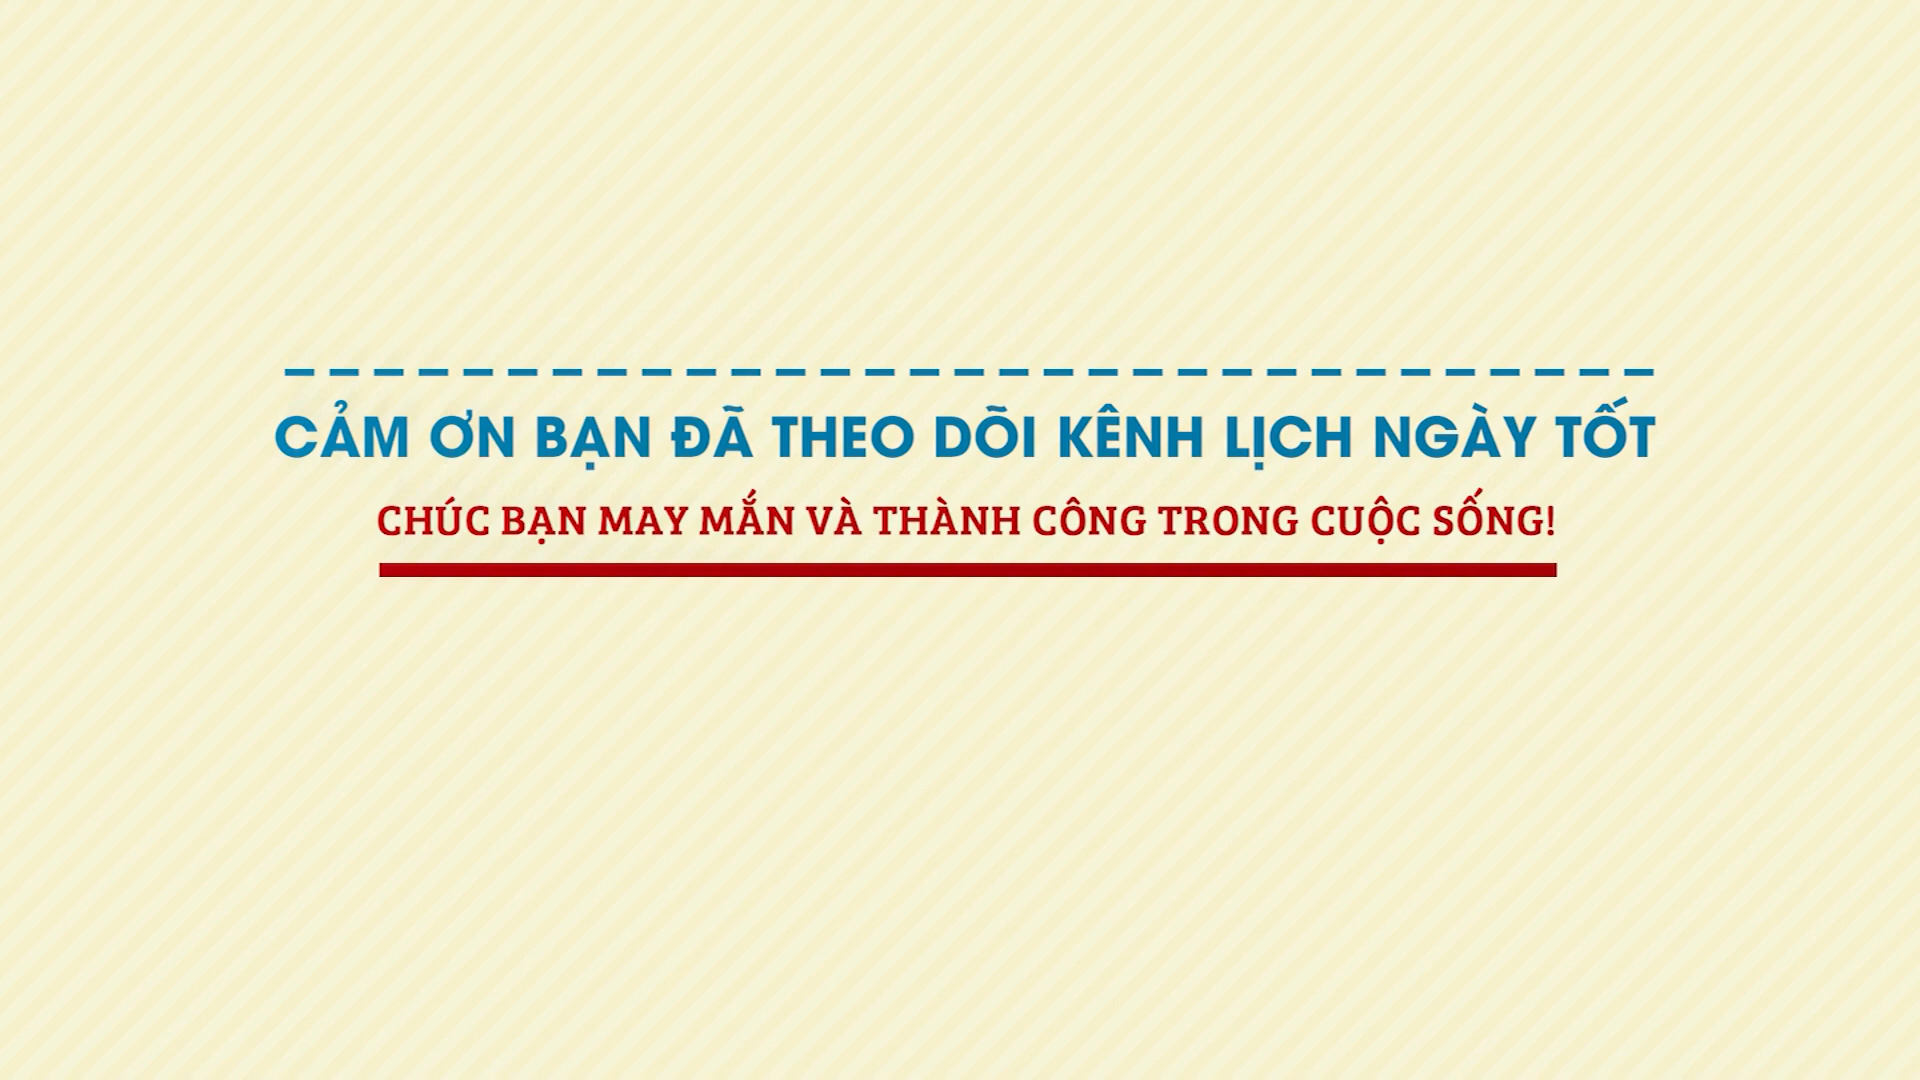 CẢM ƠN BẠN ĐÃ THEO DÕI KÊNH LỊCH NGÀY TỐT
CHÚC BẠN MAY MẮN VÀ THÀNH CÔNG TRONG CUỘC SỐNG!